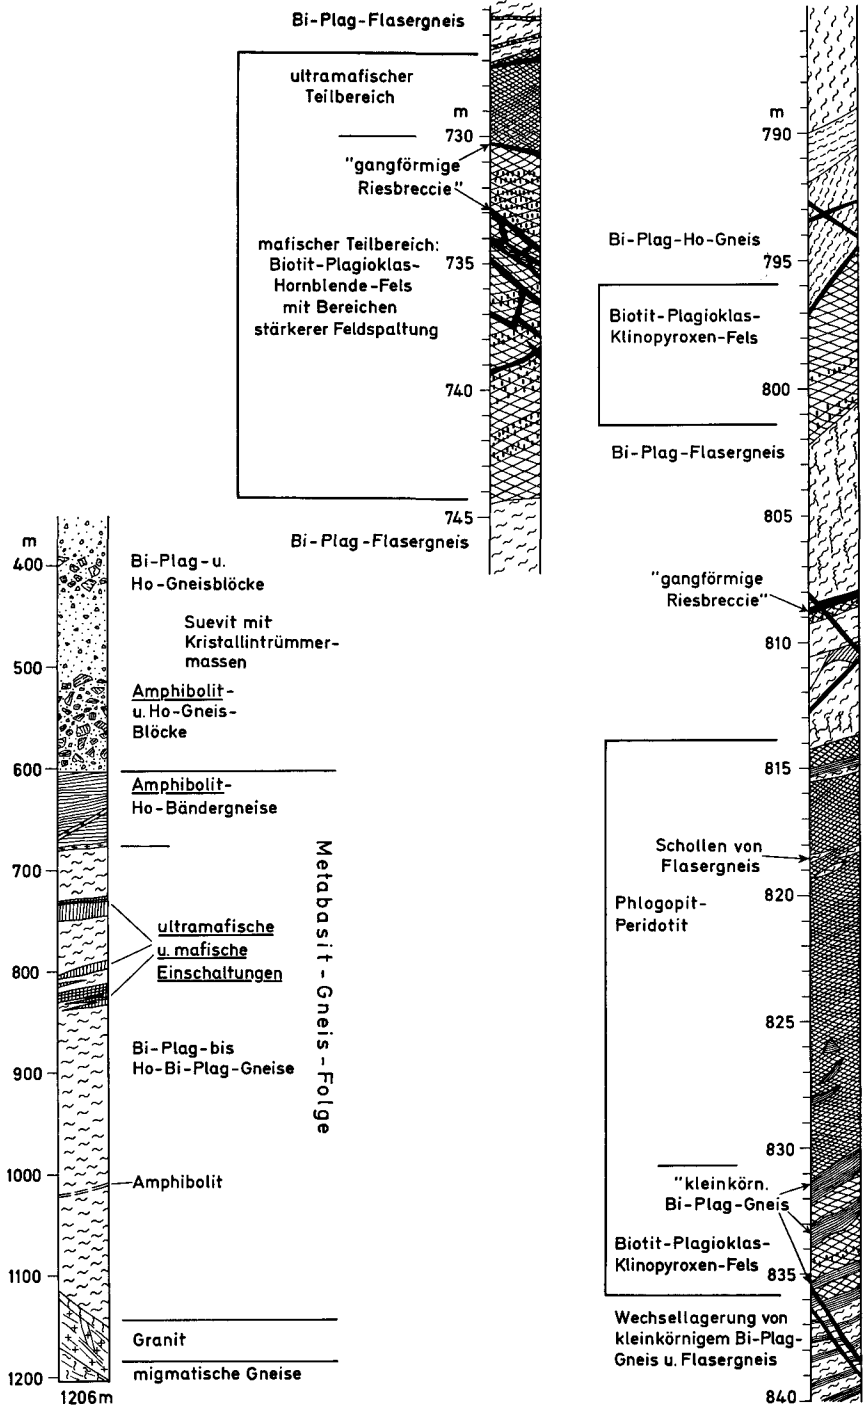 Bi-Plag-Flasergneis
ultramafischer
Teilbereich
m
730
"gangförmige
Riesbreccie"
mafischer Teilbereich:
Biotit-Plagioklas-
Hornblende-Fels
mit Bereichen
stärkerer Feldspaltung
735
740
745
Bi-Plag-Flasergneis
m
790
Bi-Plag-Ho-Gneis
795
Biotit-Plagioklas-
Klinopyroxen-Fels
800
Bi-Plag-Flasergneis
805
"gangförmige
Riesbreccie"
810
815
Schollen von
Flasergneis
820
Phlogopit-
Peridotit
825
830
"kleinkörn.
Bi-Plag-Gneis
Biotit-Plagioklas-
Klinopyroxen-Fels
835
Wechsellagerung von
kleinkörnigem Bi-Plag-
Gneis u. Flasergneis
840
m
400
Bi-Plag-u.
Ho-Gneisblöcke
Suevit mit
Kristallintrümmer-
massen
500
Amphibolit-
u. Ho-Gneis-
Blöcke
600
Amphibolit-
Ho-Bändergneise
700
ultramafische
u. mafische
Einschaltungen
800
Bi-Plag-bis
Ho-Bi-Plag-Gneise
900
Metabasit-Gneis-Folge
1000
Amphibolit
1100
Granit
migmatische Gneise
1200
1206m